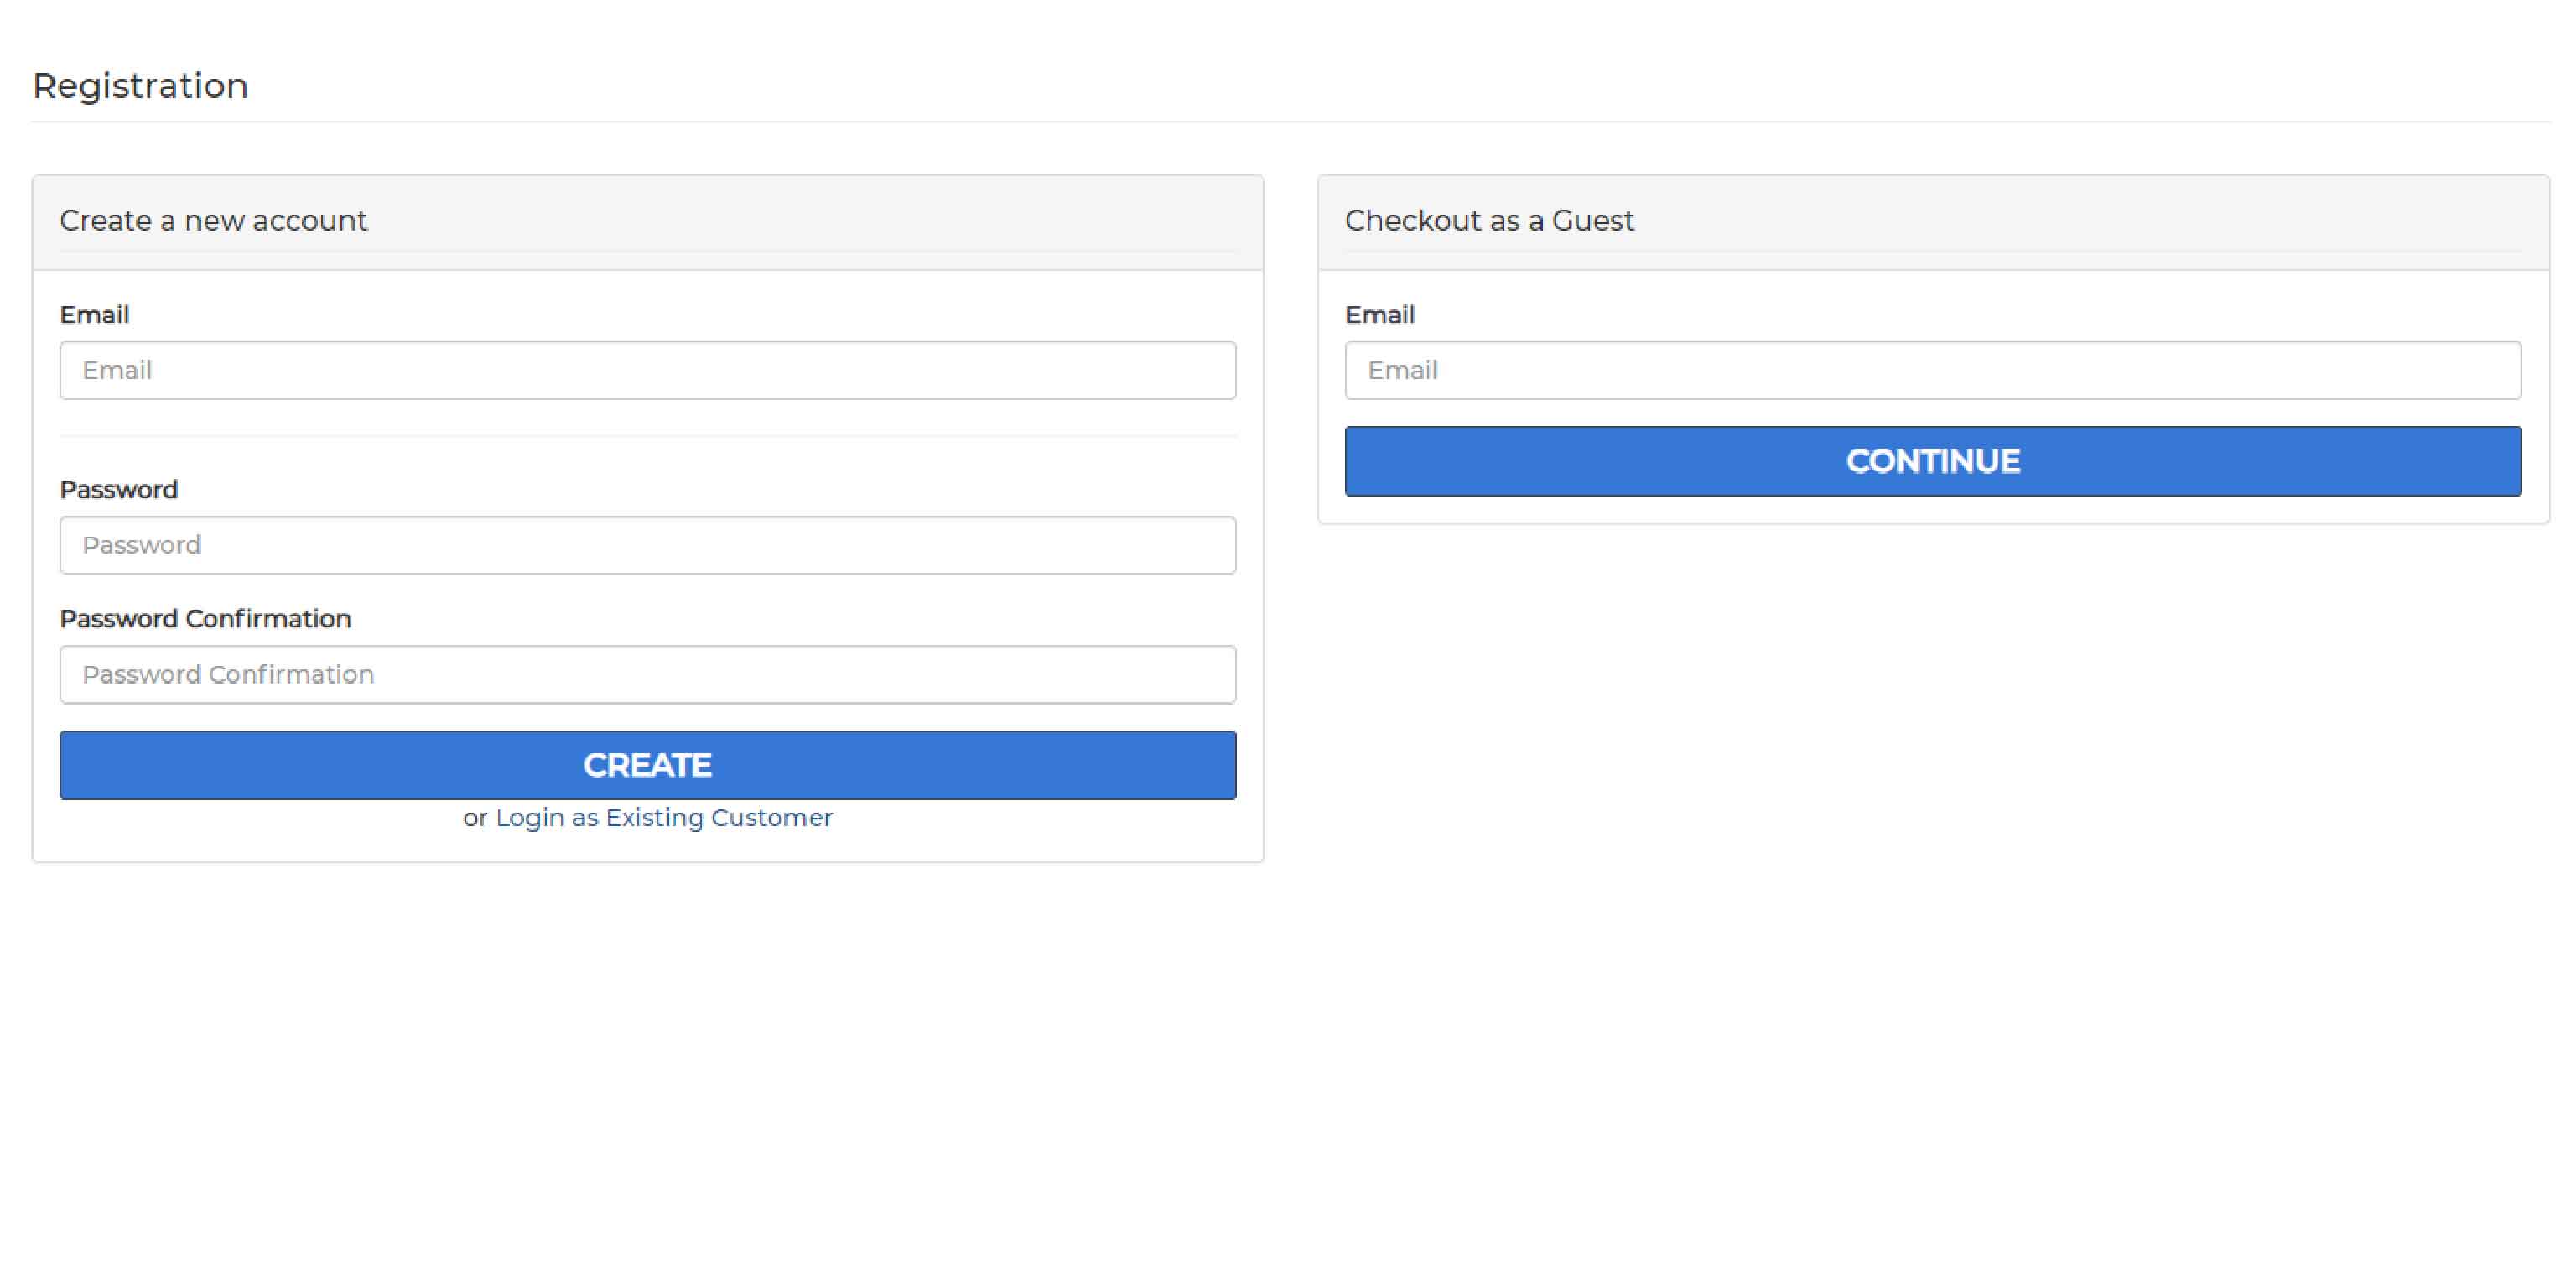 Registration
Create a new account
Email
Email
Password
Password
Password Confirmation
Password Confirmation
CREATE
or Login as Existing Customer
Checkout as a Guest
Email
Email
CONTINUE